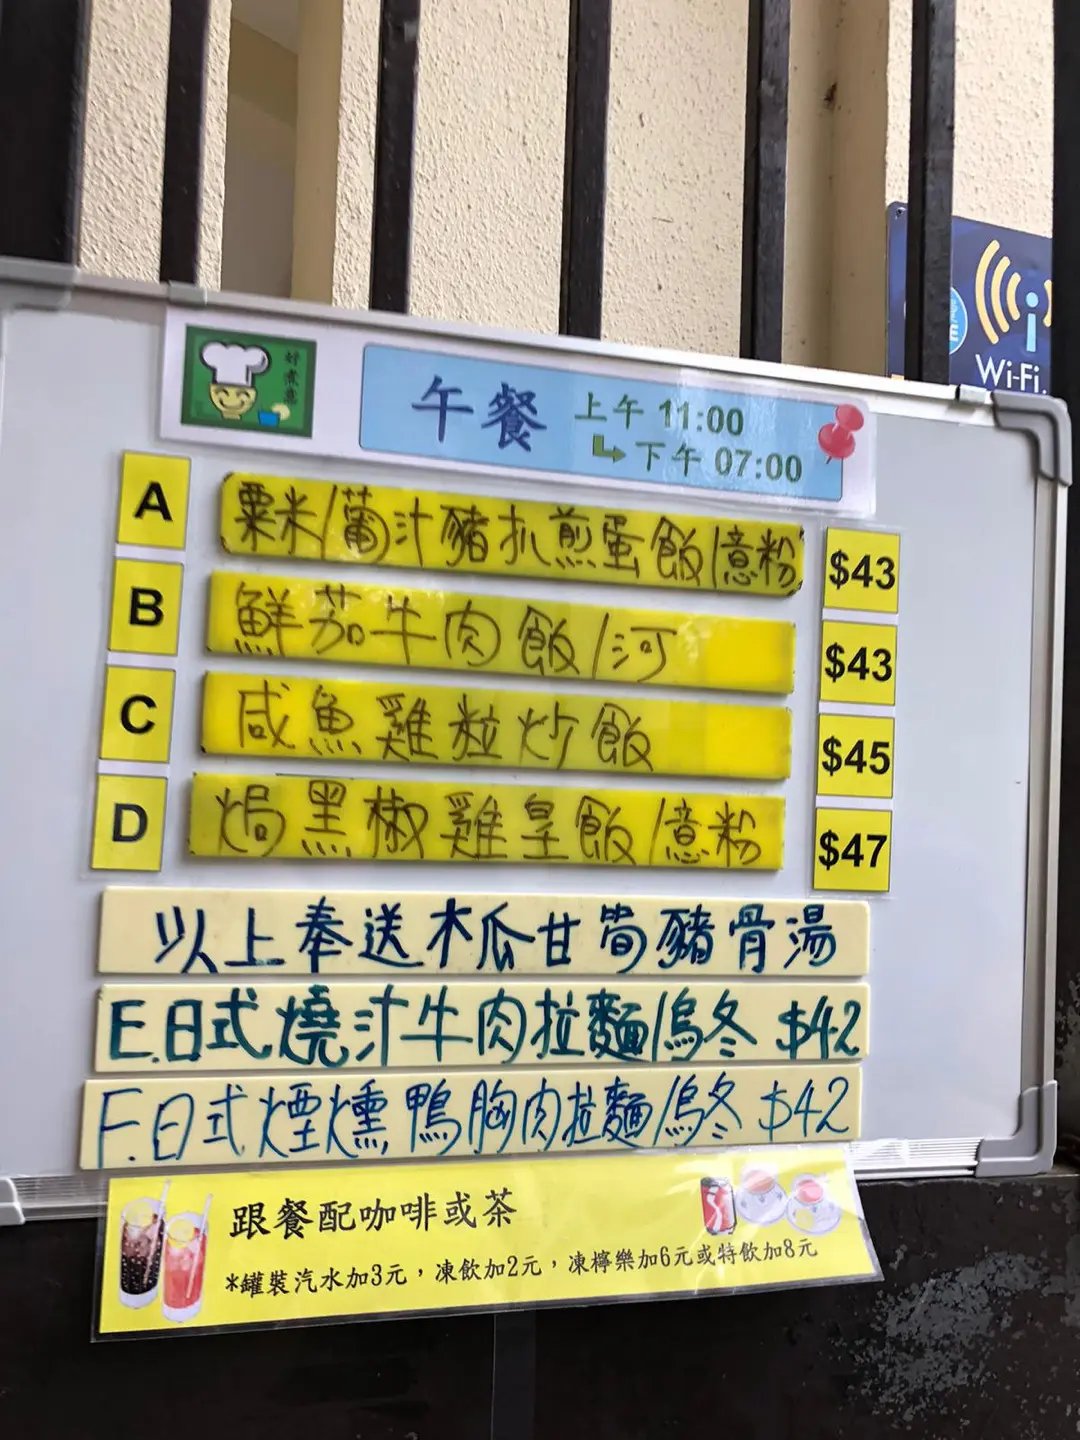 Wi-Fi.
好煮意
午餐 上午 11:00
下午 07:00
A 粟米/葡汁豬扒煎蛋飯/意粉 $43
B 鮮茄牛肉飯/河 $43
C 咸魚雞粒炒飯 $45
D 焗黑椒雞皇飯/意粉 $47
以上奉送木瓜甘筍豬骨湯
E.日式燒汁牛肉拉麵/烏冬 $42
F.日式煙燻鴨胸肉拉麵/烏冬 $42
跟餐配咖啡或茶
*罐裝汽水加3元，凍飲加2元，凍檸樂加6元或特飲加8元